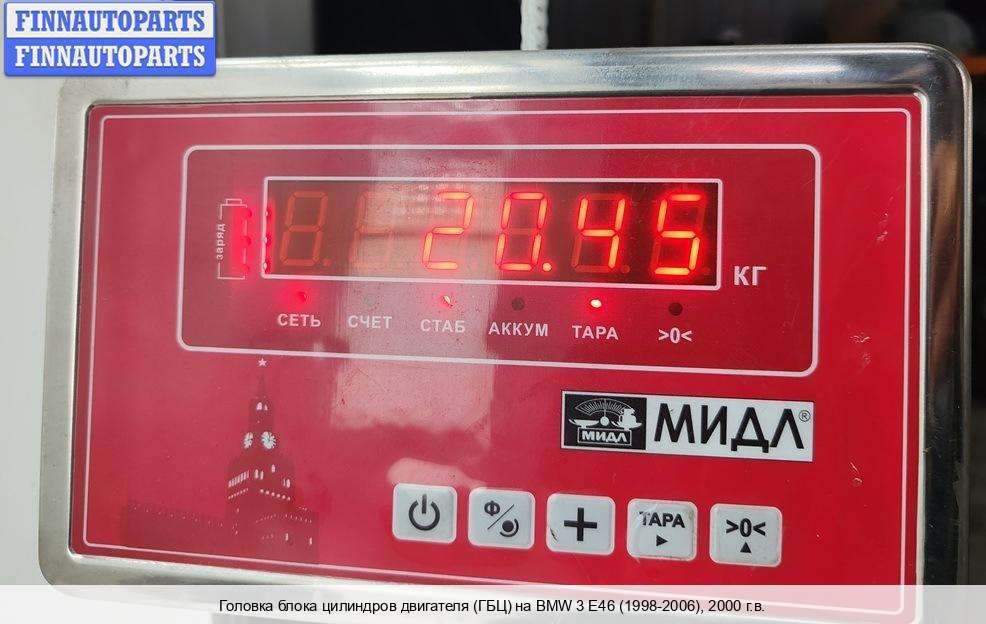 FINNAUTOPARTS
FINNAUTOPARTS
заряд
20.45
КГ
СЕТЬ СЧЕТ СТАБ АККУМ ТАРА >0<
МИДЛ МИДЛ®
Ф + ТАРА >0<
Головка блока цилиндров двигателя (ГБЦ) на BMW 3 E46 (1998-2006), 2000 г.в.